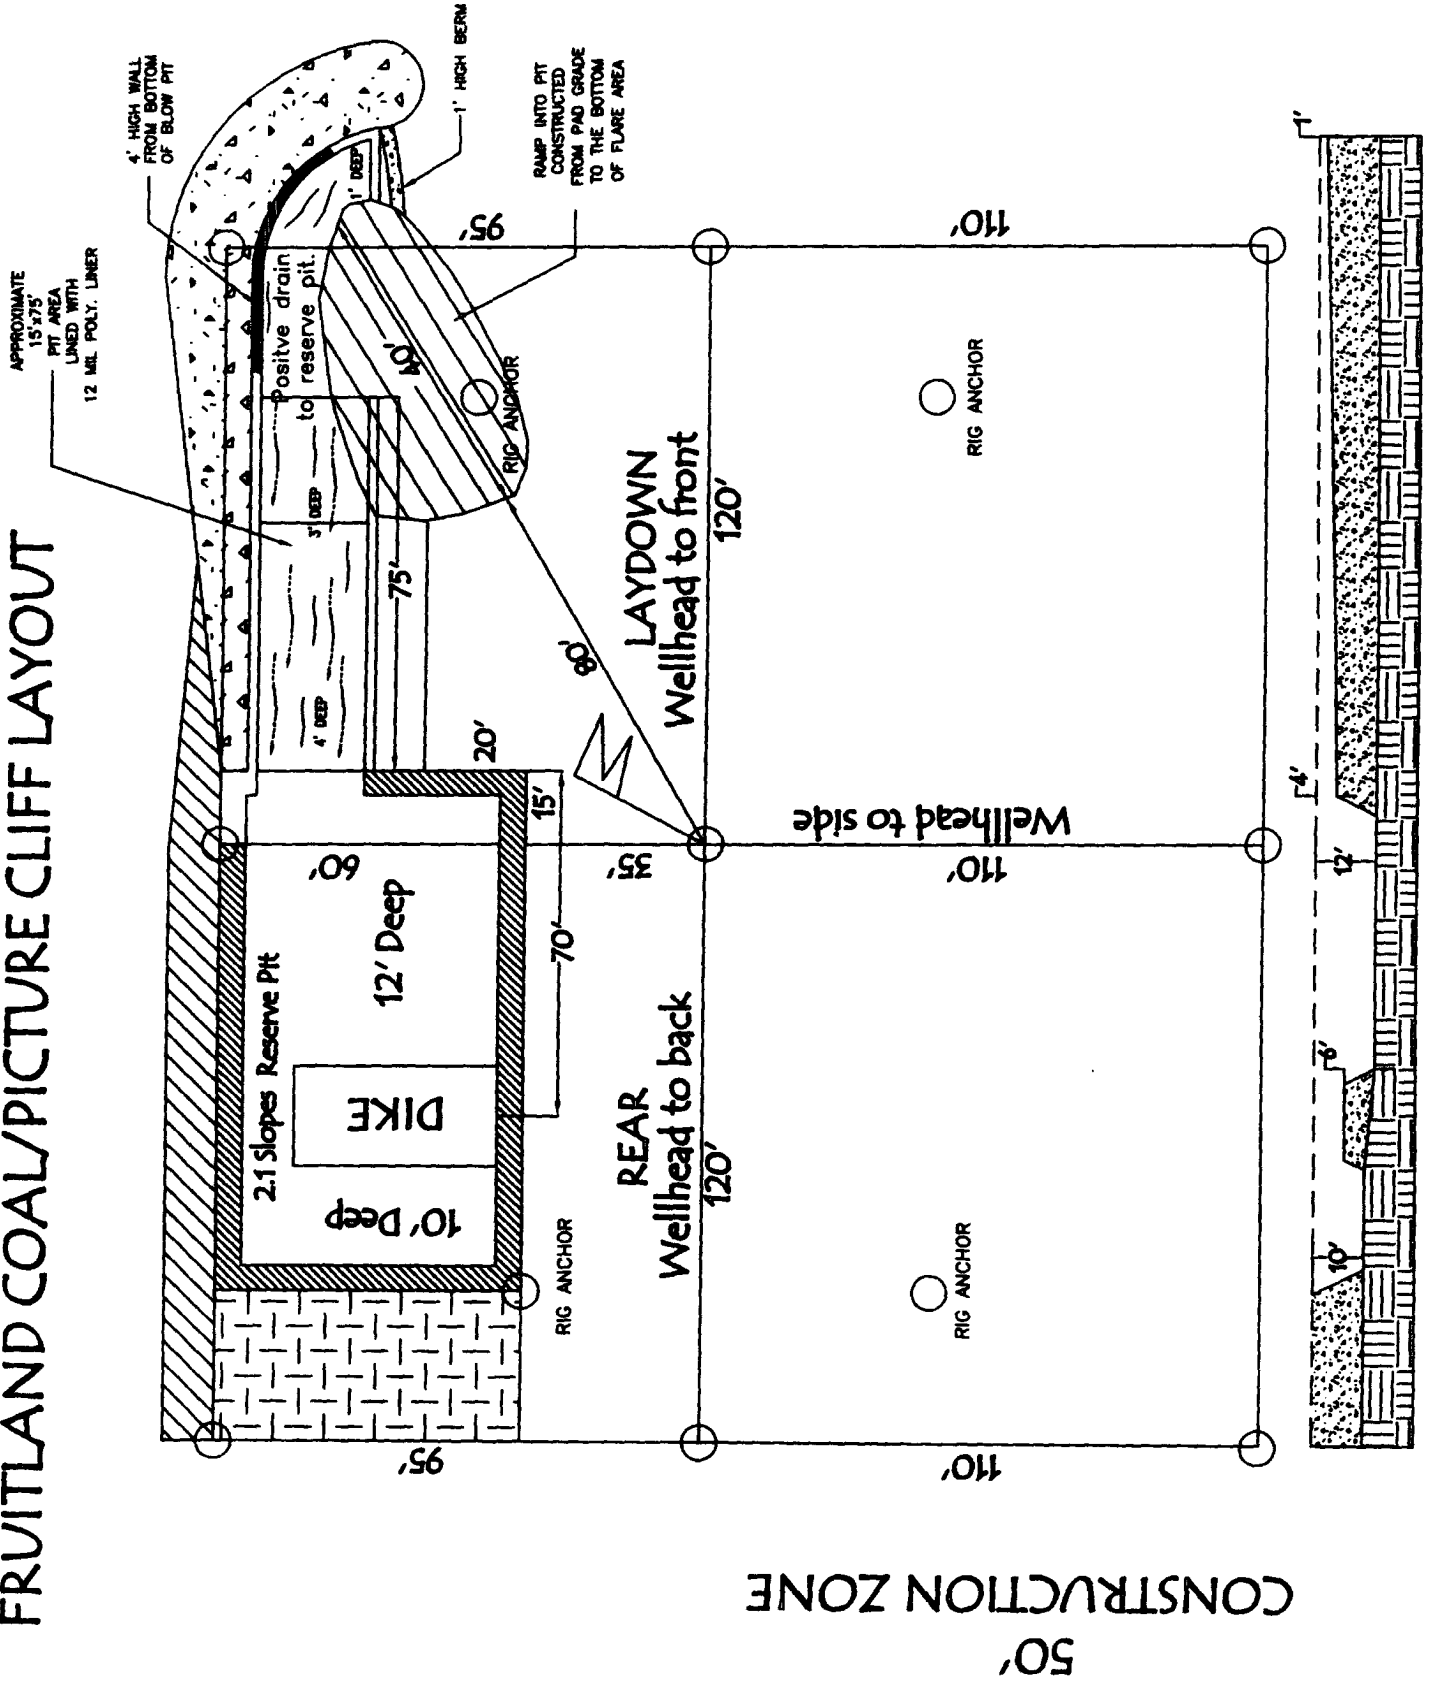 FRUITLAND COAL/PICTURE CLIFF LAYOUT
APPROXIMATE
15'x75'
PIT AREA
LINED WITH
12 MIL POLY. LINER
4' HIGH WALL
FROM BOTTOM
OF BLOW PIT
1' HIGH BERM
RAMP INTO PIT
CONSTRUCTED
FROM PAD GRADE
TO THE BOTTOM
OF FLARE AREA
1' DEEP
Positve drain
to reserve pit.
3' DEEP
4' DEEP
40'
RIG ANCHOR
75'
80'
20'
15'
95'
110'
60'
35'
70'
2.1 Slopes Reserve Pit
12' Deep
DIKE
10' Deep
RIG ANCHOR
LAYDOWN
Wellhead to front
120'
REAR
Wellhead to back
120'
Wellhead to side
110'
RIG ANCHOR
RIG ANCHOR
95'
110'
1'
4'
12'
6'
10'
CONSTRUCTION ZONE
50'